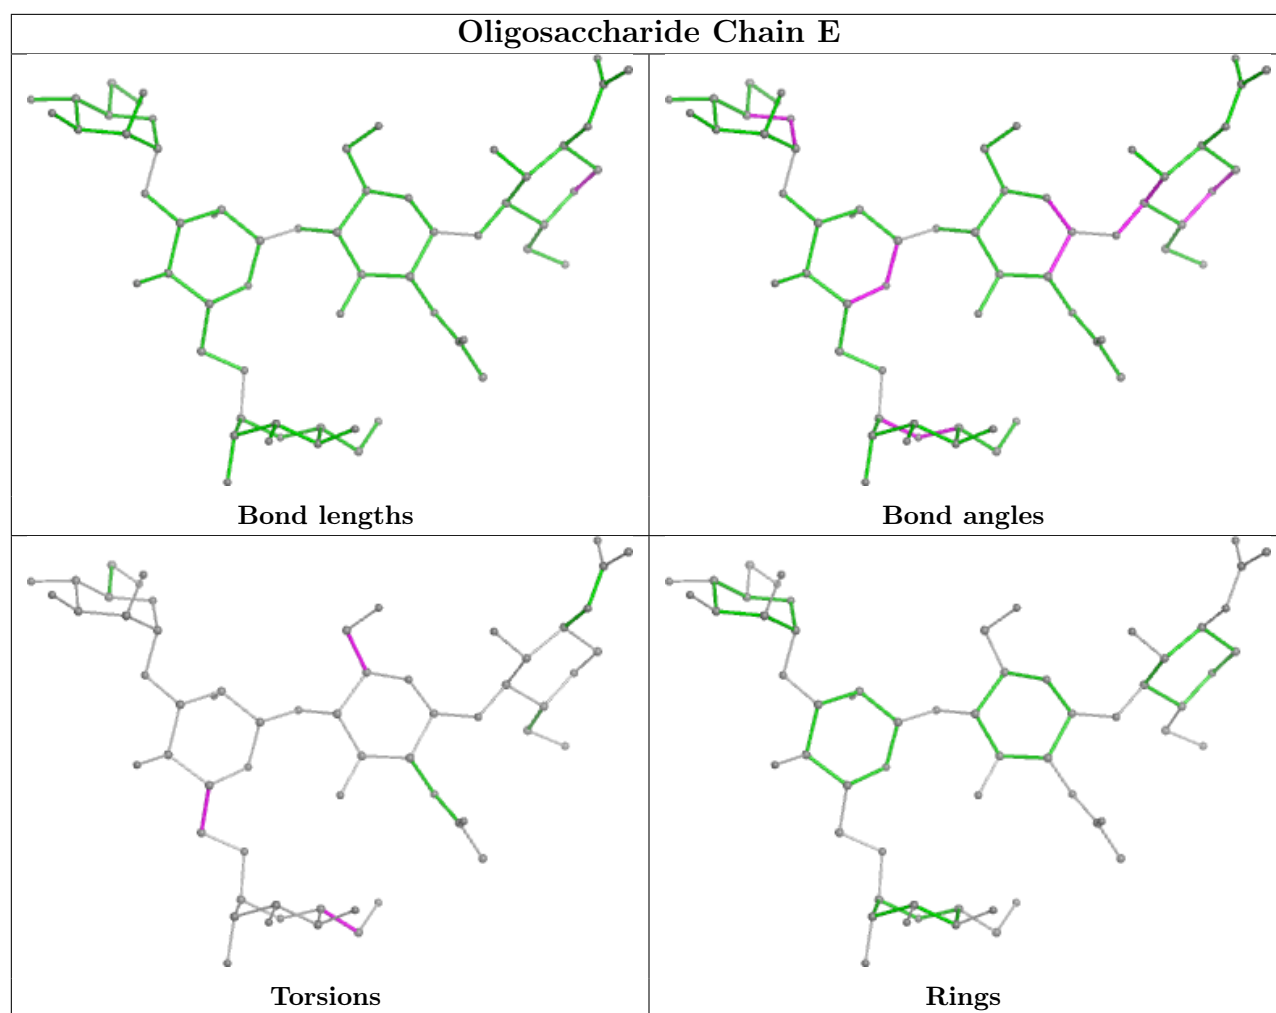 Oligosaccharide Chain E
Bond lengths
Bond angles
Torsions
Rings